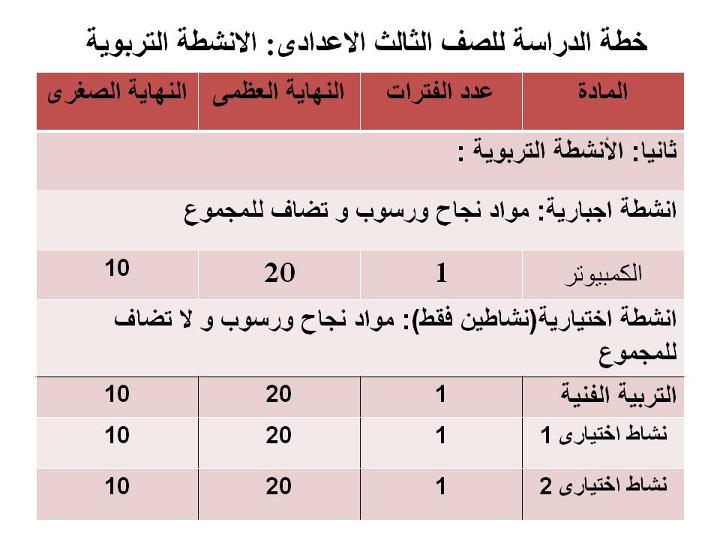 خطة الدراسة للصف الثالث الاعدادى: الانشطة التربوية
المادة عدد الفترات النهاية العظمى النهاية الصغرى
ثانيا: الأنشطة التربوية :
انشطة اجبارية: مواد نجاح ورسوب و تضاف للمجموع
الكمبيوتر 1 20 10
انشطة اختيارية(نشاطين فقط): مواد نجاح ورسوب و لا تضاف
للمجموع
التربية الفنية 1 20 10
نشاط اختيارى 1 1 20 10
نشاط اختيارى 2 1 20 10